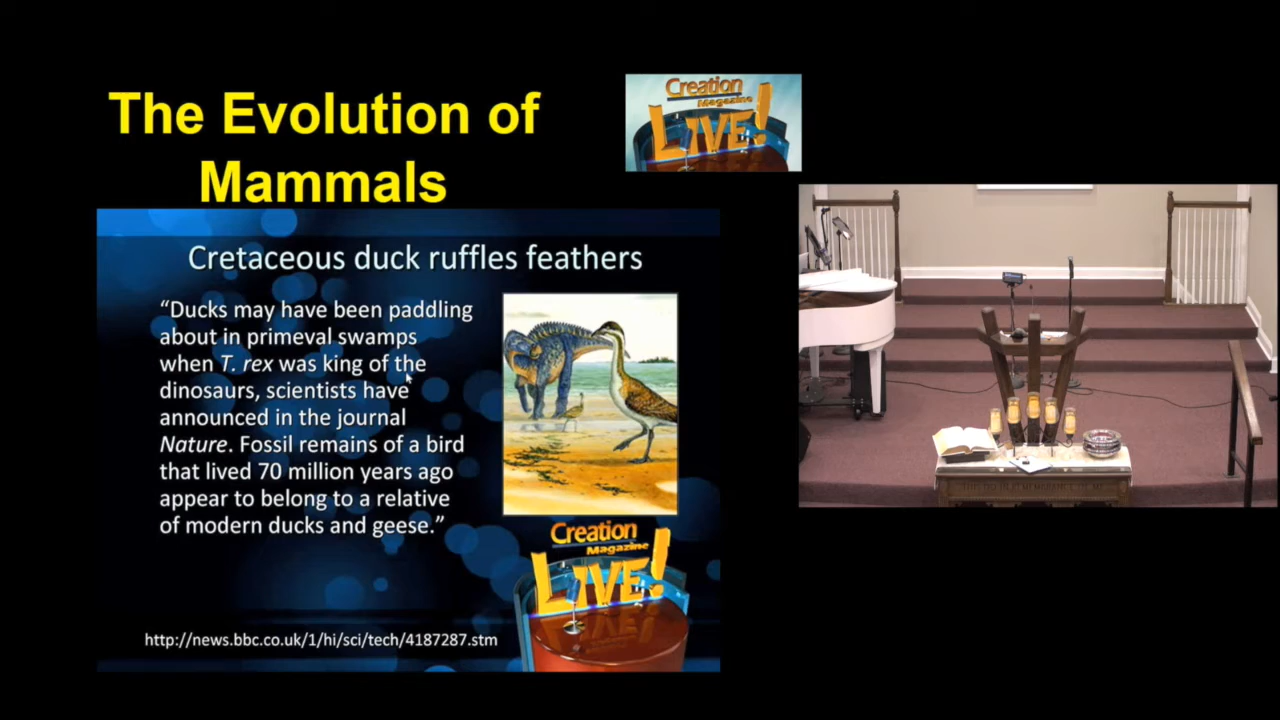 The Evolution of
Mammals
Creation
Magazine
LIVE!
Cretaceous duck ruffles feathers
“Ducks may have been paddling
about in primeval swamps
when T. rex was king of the
dinosaurs, scientists have
announced in the journal
Nature. Fossil remains of a bird
that lived 70 million years ago
appear to belong to a relative
of modern ducks and geese.”
Creation
Magazine
LIVE!
http://news.bbc.co.uk/1/hi/sci/tech/4187287.stm